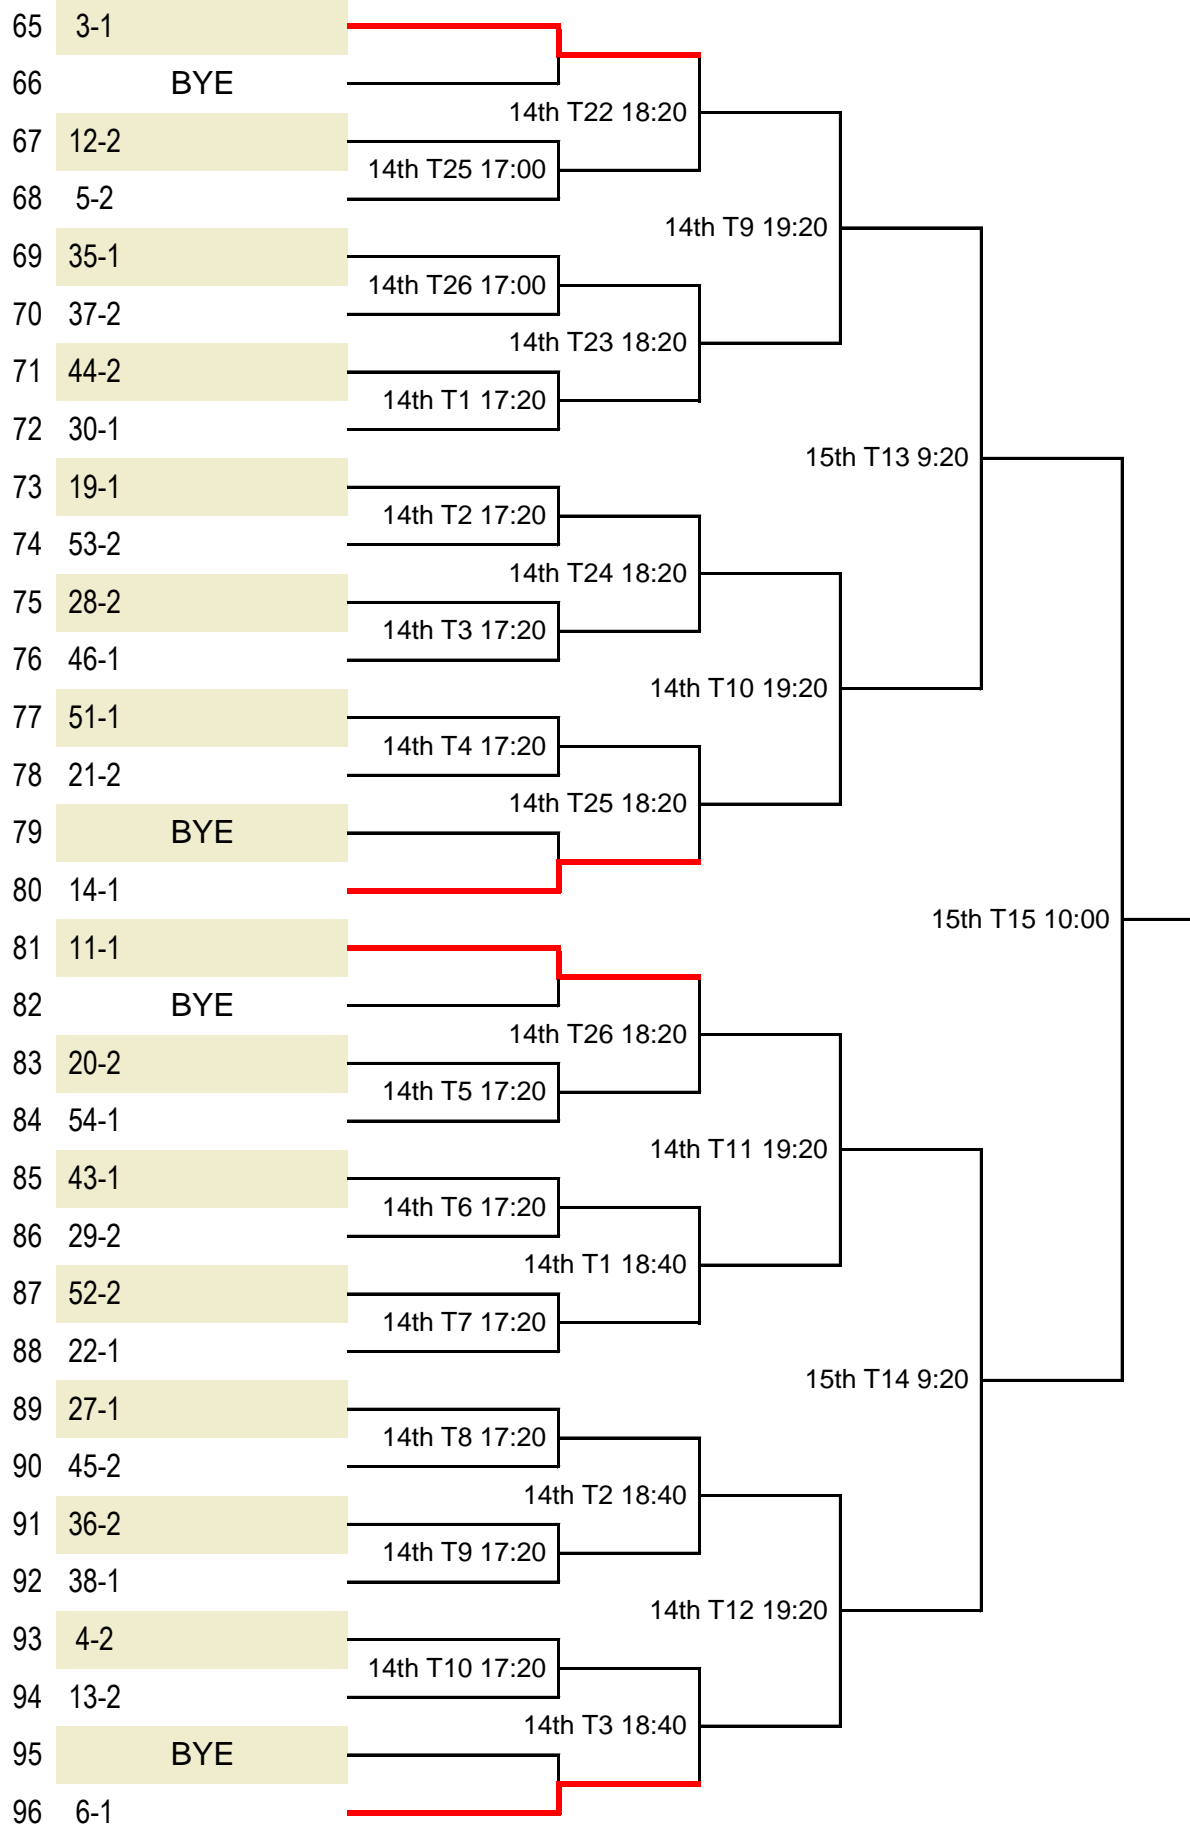 65 3-1
66 BYE
14th T22 18:20
67 12-2
14th T25 17:00
68 5-2
14th T9 19:20
69 35-1
14th T26 17:00
70 37-2
14th T23 18:20
71 44-2
14th T1 17:20
72 30-1
15th T13 9:20
73 19-1
14th T2 17:20
74 53-2
14th T24 18:20
75 28-2
14th T3 17:20
76 46-1
14th T10 19:20
77 51-1
14th T4 17:20
78 21-2
14th T25 18:20
79 BYE
80 14-1
15th T15 10:00
81 11-1
82 BYE
14th T26 18:20
83 20-2
14th T5 17:20
84 54-1
14th T11 19:20
85 43-1
14th T6 17:20
86 29-2
14th T1 18:40
87 52-2
14th T7 17:20
88 22-1
15th T14 9:20
89 27-1
14th T8 17:20
90 45-2
14th T2 18:40
91 36-2
14th T9 17:20
92 38-1
14th T12 19:20
93 4-2
14th T10 17:20
94 13-2
14th T3 18:40
95 BYE
96 6-1